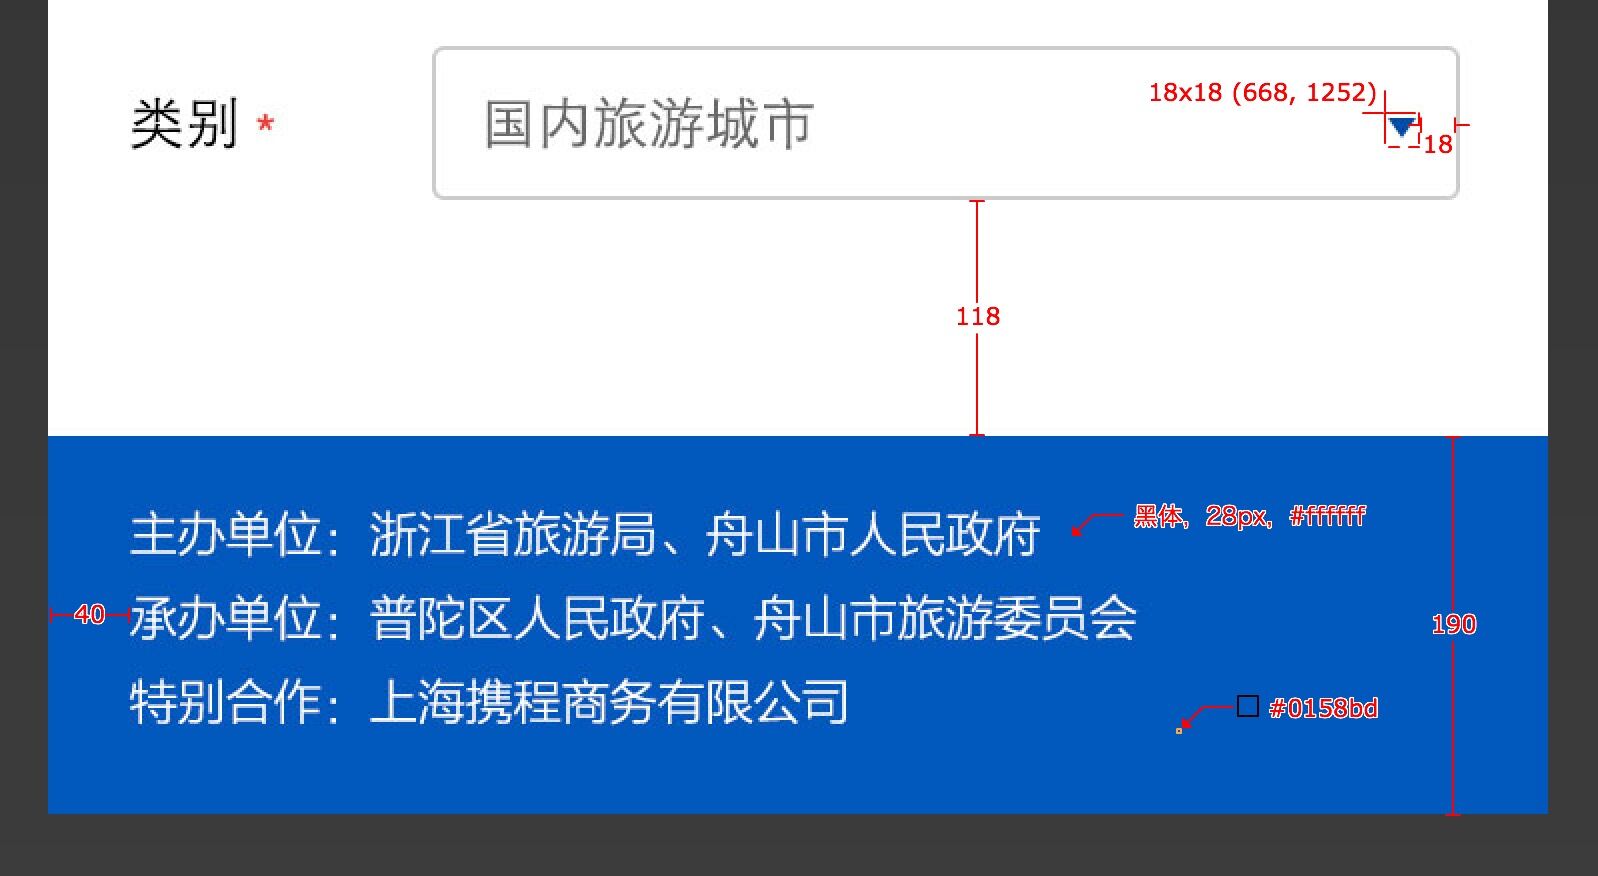 18x18 (668, 1252)
类别 * 国内旅游城市
18
118
主办单位：浙江省旅游局、舟山市人民政府
黑体，28px，#ffffff
40
承办单位：普陀区人民政府、舟山市旅游委员会
190
特别合作：上海携程商务有限公司
#0158bd